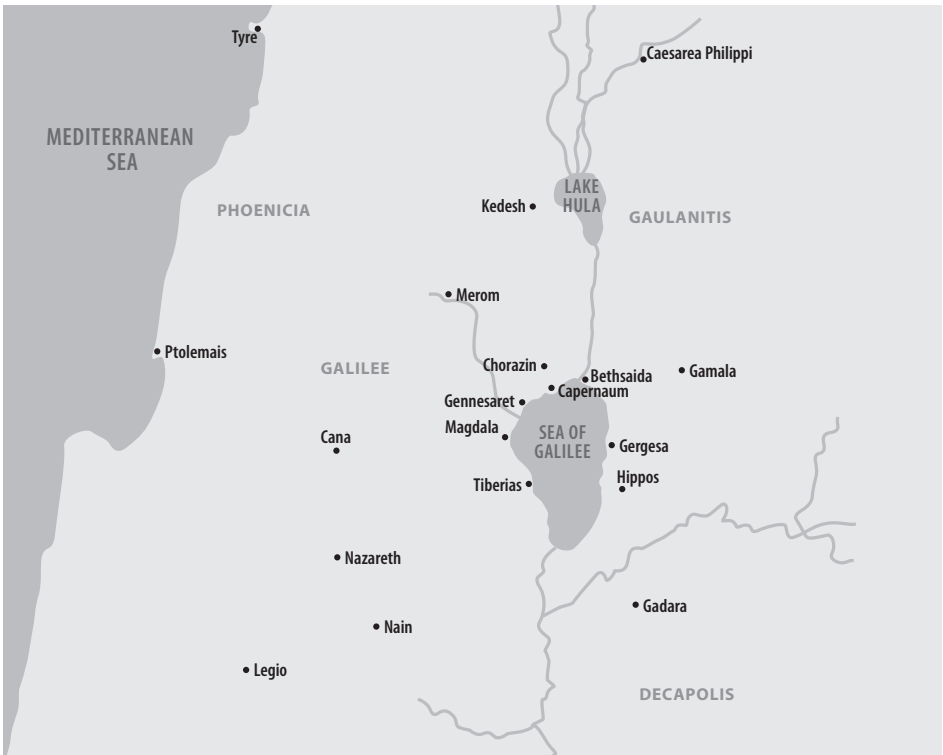 Tyre
Caesarea Philippi
MEDITERRANEAN
SEA
LAKE
HULA
Kedesh
PHOENICIA
GAULANITIS
Merom
Ptolemais
GALILEE
Chorazin
Bethsaida
Gamala
Capernaum
Gennesaret
Magdala
Cana
SEA OF
GALILEE
Gergesa
Hippos
Tiberias
Nazareth
Gadara
Nain
Legio
DECAPOLIS